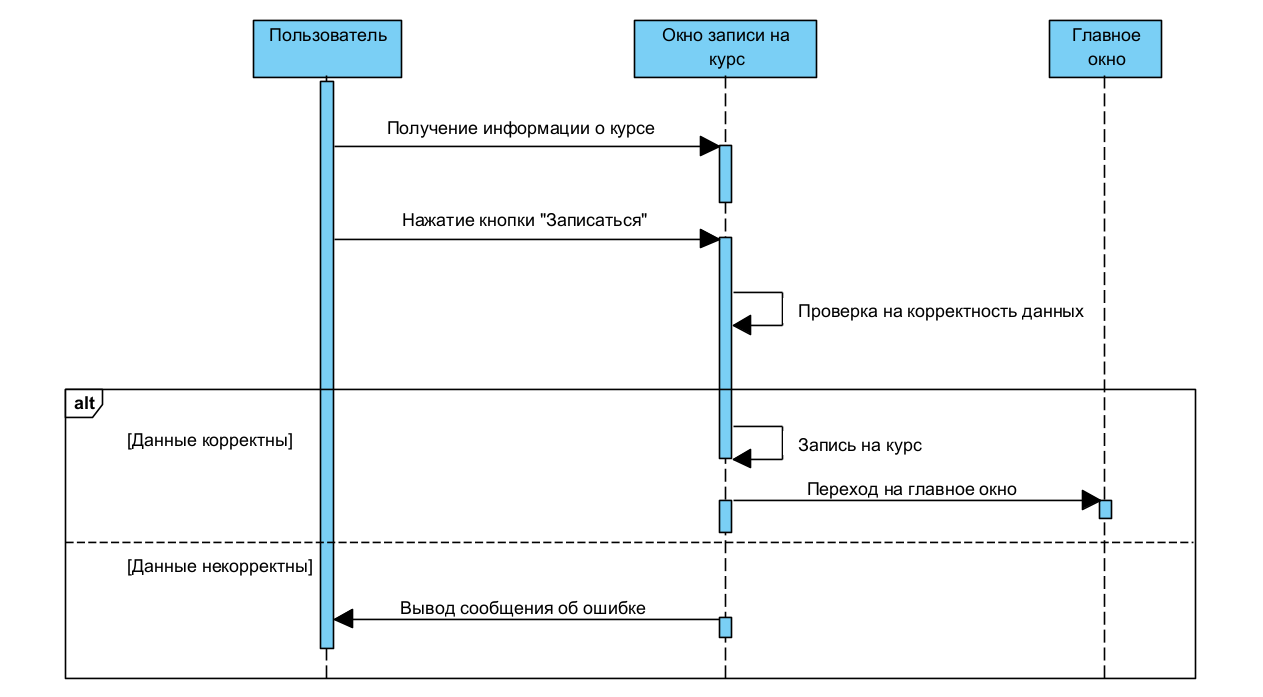 Пользователь
Окно записи на
курс
Главное
окно
Получение информации о курсе
Нажатие кнопки "Записаться"
Проверка на корректность данных
alt
[Данные корректны]
Запись на курс
Переход на главное окно
[Данные некорректны]
Вывод сообщения об ошибке